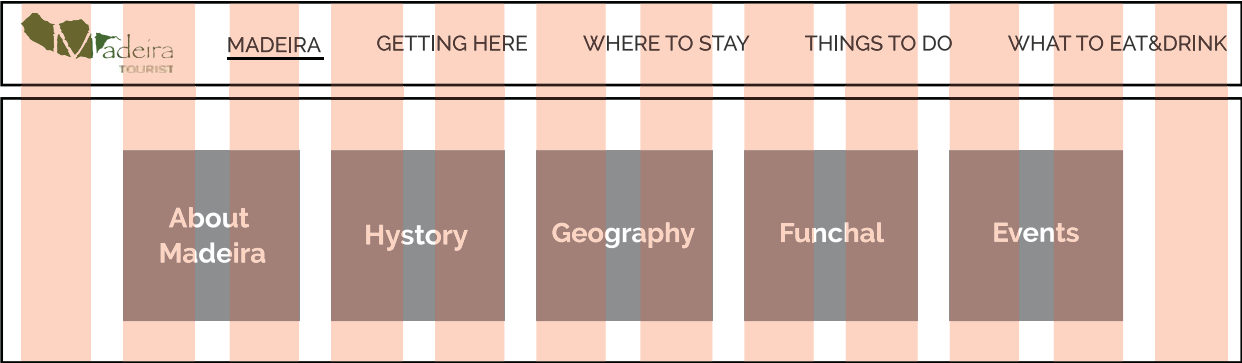 Madeira
TOURIST
MADEIRA
GETTING HERE
WHERE TO STAY
THINGS TO DO
WHAT TO EAT&DRINK
About
Madeira
Hystory
Geography
Funchal
Events